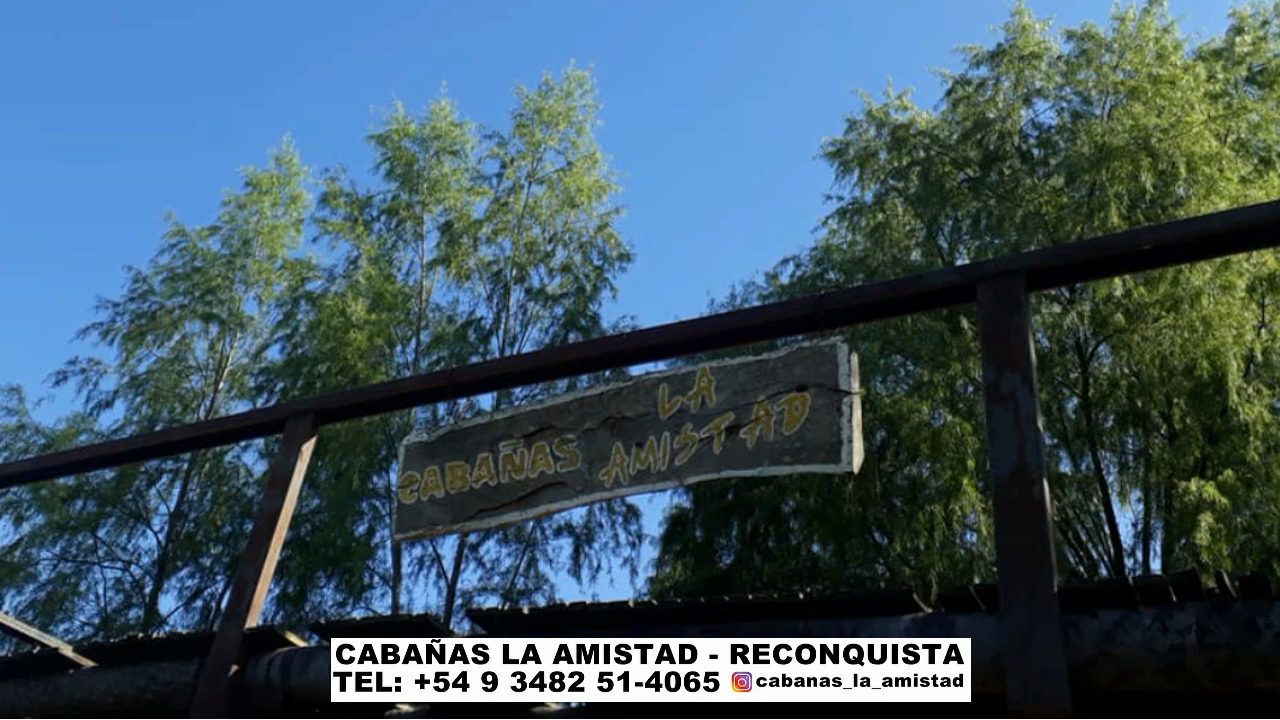 LA
CABAÑAS AMISTAD
CABAÑAS LA AMISTAD - RECONQUISTA
TEL: +54 9 3482 51-4065 cabanas_la_amistad